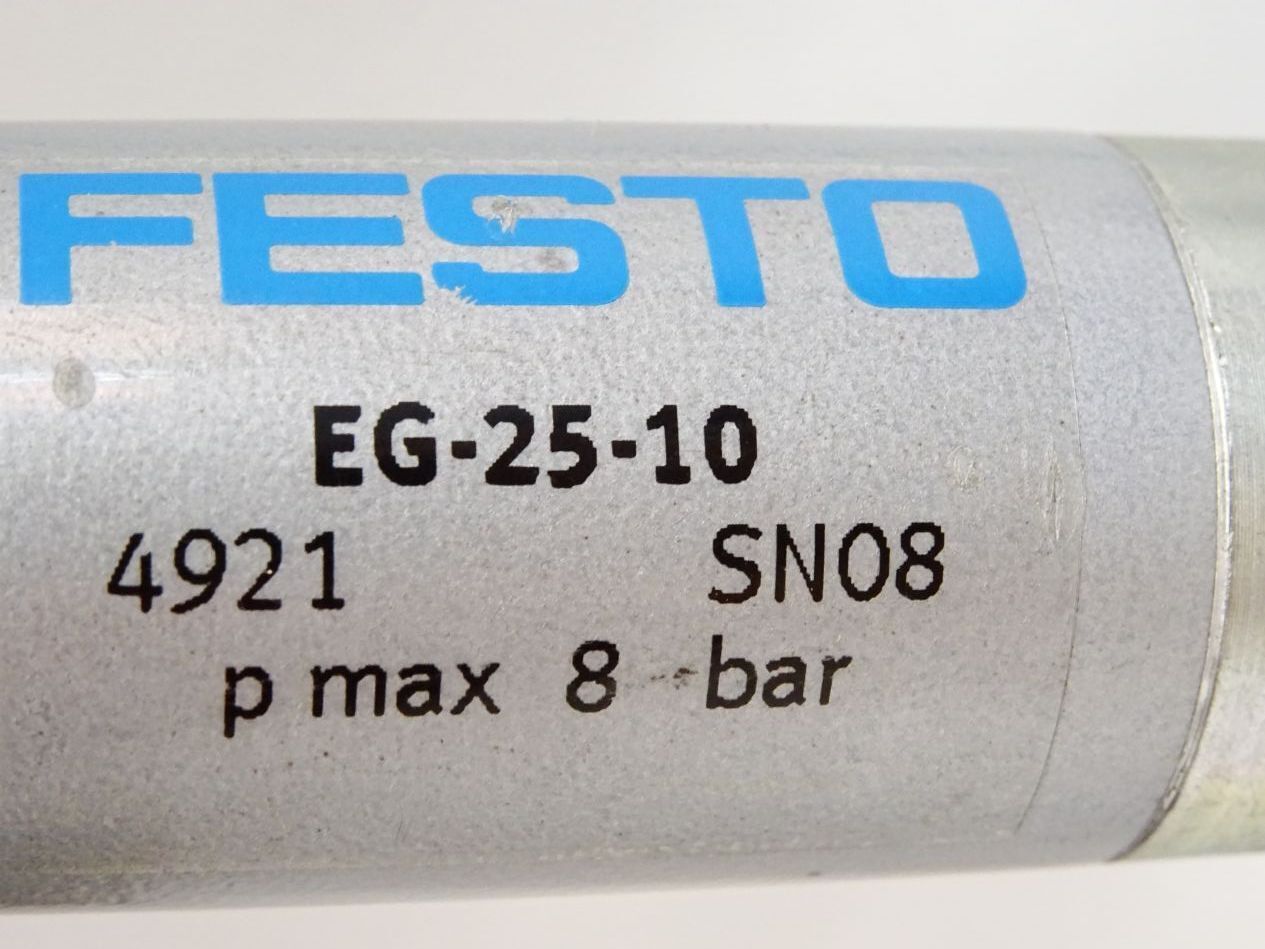 FESTO
EG-25-10
4921 SN08
p max 8 bar